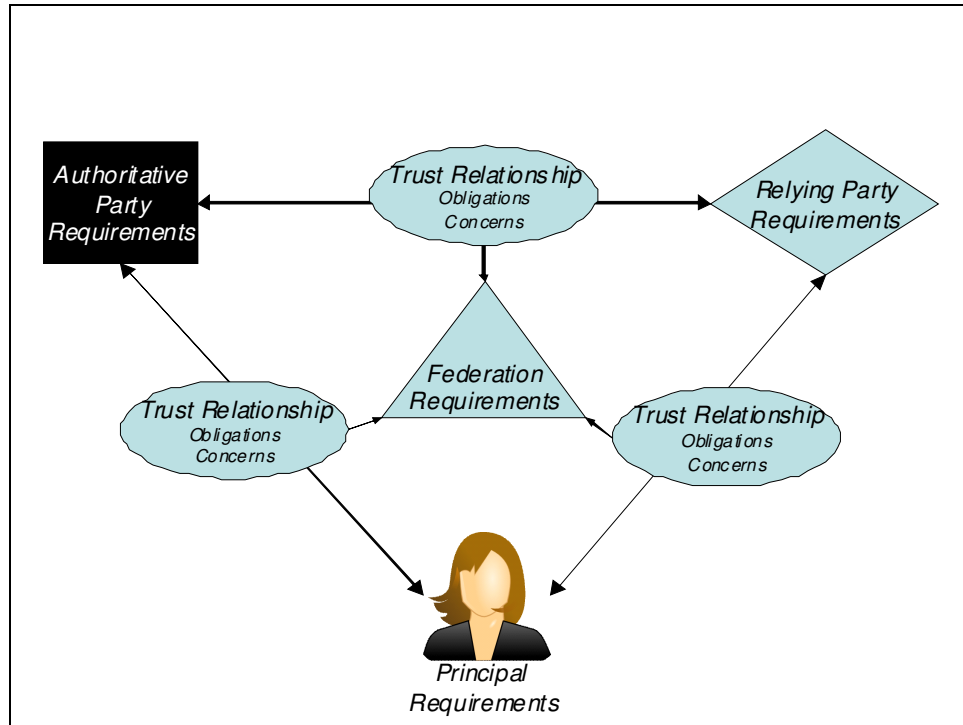 Authoritative
Party
Requirements
Trust Relationship
Obligations
Concerns
Relying Party
Requirements
Federation
Requirements
Trust Relationship
Obligations
Concerns
Trust Relationship
Obligations
Concerns
Principal
Requirements